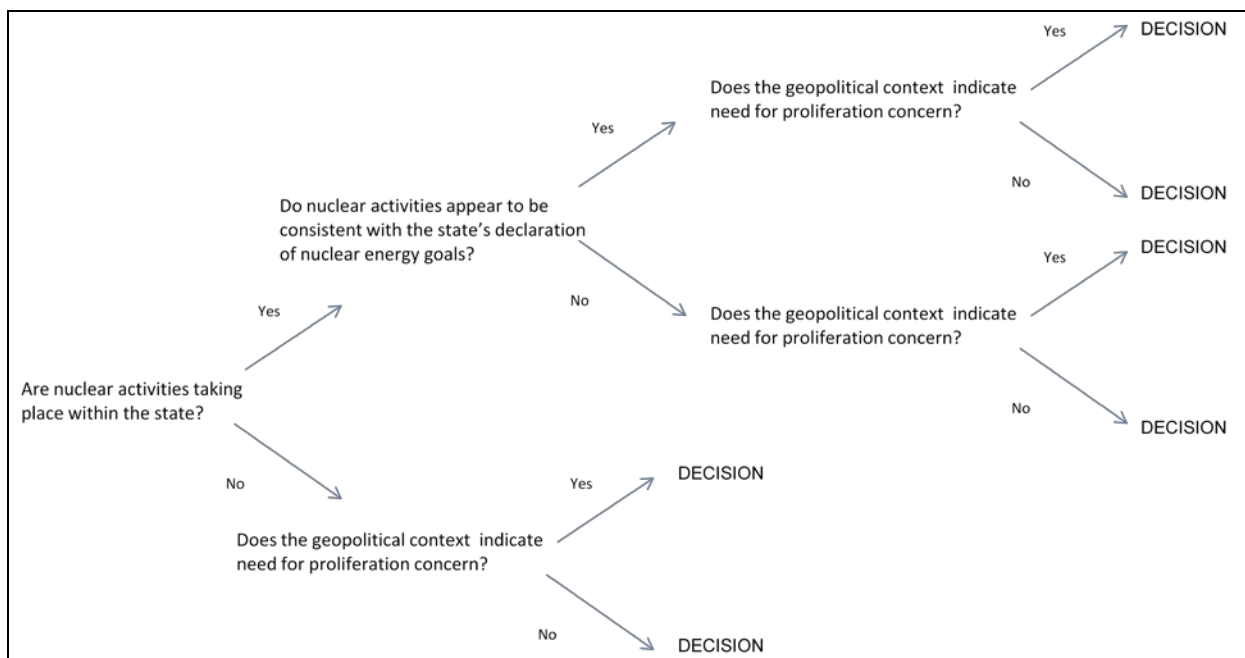 Yes
DECISION
Does the geopolitical context indicate
need for proliferation concern?
Yes
No
DECISION
Do nuclear activities appear to be
consistent with the state’s declaration
of nuclear energy goals?
Yes
DECISION
No
Does the geopolitical context indicate
need for proliferation concern?
Yes
No
DECISION
Are nuclear activities taking
place within the state?
No
Yes
DECISION
Does the geopolitical context indicate
need for proliferation concern?
No
DECISION